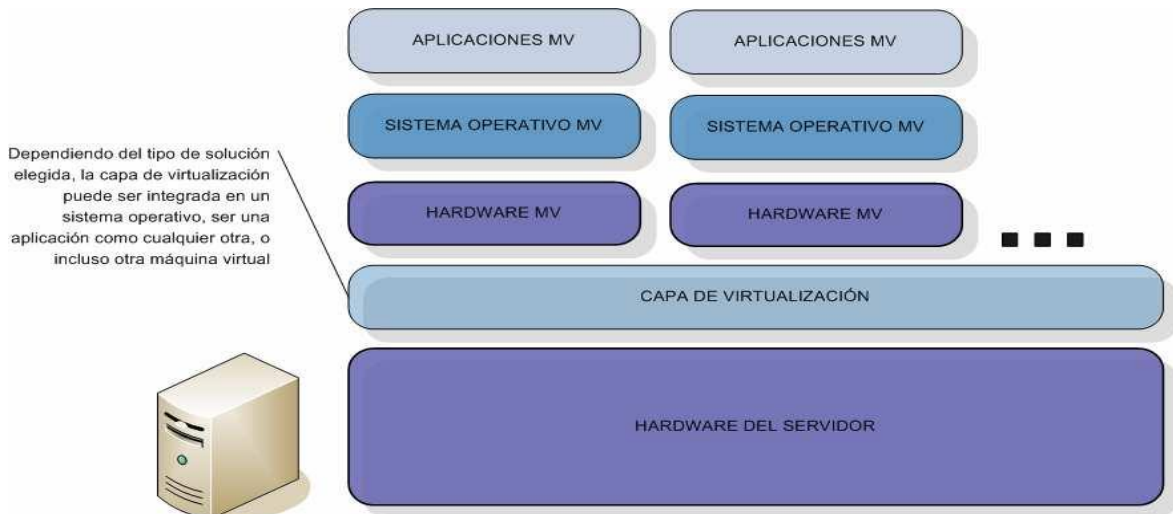 APLICACIONES MV
APLICACIONES MV
SISTEMA OPERATIVO MV
SISTEMA OPERATIVO MV
Dependiendo del tipo de solución
elegida, la capa de virtualización
puede ser integrada en un
sistema operativo, ser una
aplicación como cualquier otra, o
incluso otra máquina virtual
HARDWARE MV
HARDWARE MV
CAPA DE VIRTUALIZACIÓN
HARDWARE DEL SERVIDOR